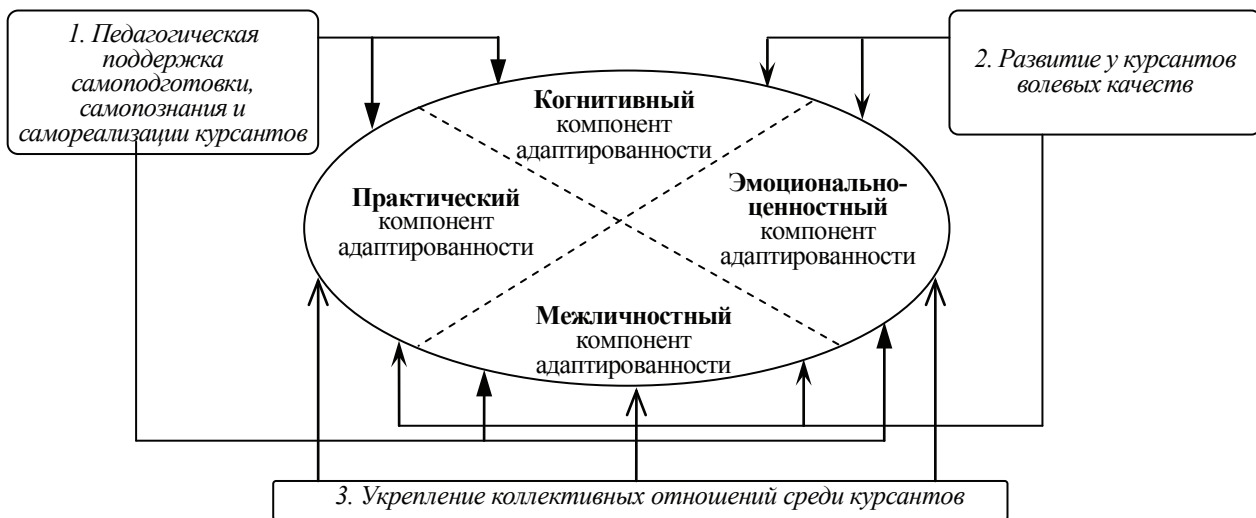 1. Педагогическая
поддержка
самоподготовки,
самопознания и
самореализации курсантов
2. Развитие у курсантов
волевых качеств
Когнитивный
компонент
адаптированности
Практический
компонент
адаптированности
Эмоционально-
ценностный
компонент
адаптированности
Межличностный
компонент
адаптированности
3. Укрепление коллективных отношений среди курсантов